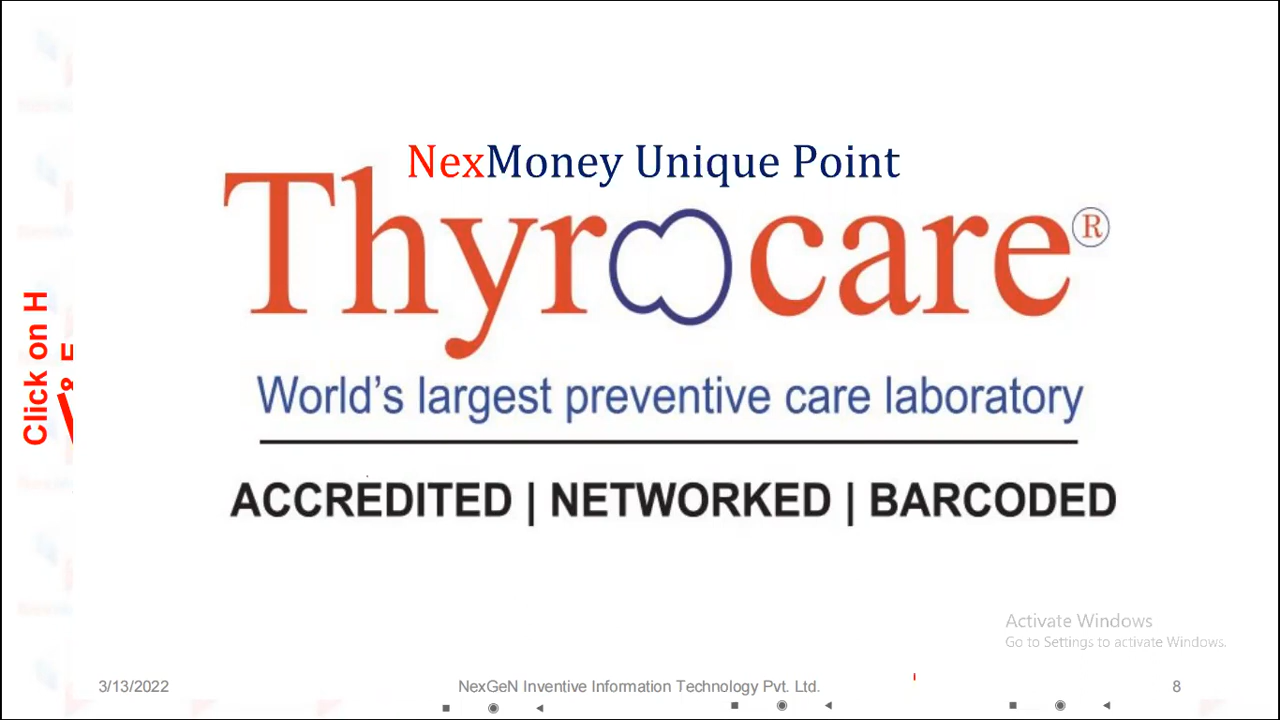 NexMoney Unique Point
Thyrocare®
World's largest preventive care laboratory
ACCREDITED | NETWORKED | BARCODED
Click on H
Activate Windows
Go to Settings to activate Windows.
3/13/2022
NexGeN Inventive Information Technology Pvt. Ltd.
8